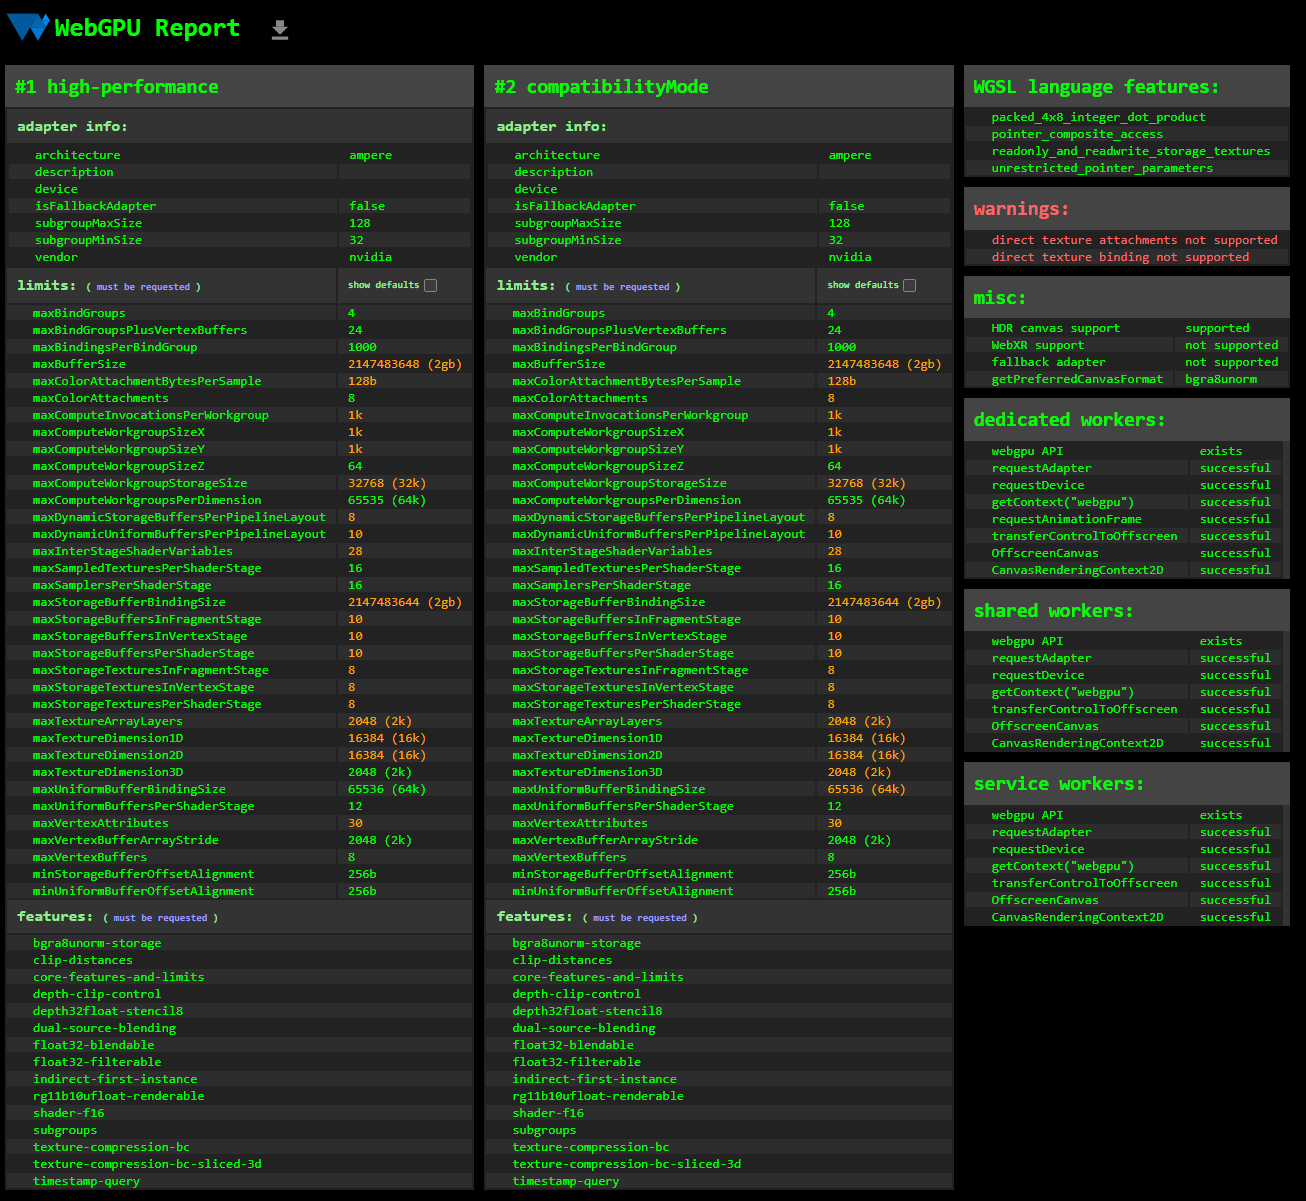 WebGPU Report
#1 high-performance
adapter info:
architecture ampere
description
device
isFallbackAdapter false
subgroupMaxSize 128
subgroupMinSize 32
vendor nvidia
limits: ( must be requested ) show defaults
maxBindGroups 4
maxBindGroupsPlusVertexBuffers 24
maxBindingsPerBindGroup 1000
maxBufferSize 2147483648 (2gb)
maxColorAttachmentBytesPerSample 128b
maxColorAttachments 8
maxComputeInvocationsPerWorkgroup 1k
maxComputeWorkgroupSizeX 1k
maxComputeWorkgroupSizeY 1k
maxComputeWorkgroupSizeZ 64
maxComputeWorkgroupStorageSize 32768 (32k)
maxComputeWorkgroupsPerDimension 65535 (64k)
maxDynamicStorageBuffersPerPipelineLayout 8
maxDynamicUniformBuffersPerPipelineLayout 10
maxInterStageShaderVariables 28
maxSampledTexturesPerShaderStage 16
maxSamplersPerShaderStage 16
maxStorageBufferBindingSize 2147483644 (2gb)
maxStorageBuffersInFragmentStage 10
maxStorageBuffersInVertexStage 10
maxStorageBuffersPerShaderStage 10
maxStorageTexturesInFragmentStage 8
maxStorageTexturesInVertexStage 8
maxStorageTexturesPerShaderStage 8
maxTextureArrayLayers 2048 (2k)
maxTextureDimension1D 16384 (16k)
maxTextureDimension2D 16384 (16k)
maxTextureDimension3D 2048 (2k)
maxUniformBufferBindingSize 65536 (64k)
maxUniformBuffersPerShaderStage 12
maxVertexAttributes 30
maxVertexBufferArrayStride 2048 (2k)
maxVertexBuffers 8
minStorageBufferOffsetAlignment 256b
minUniformBufferOffsetAlignment 256b
features: ( must be requested )
bgra8unorm-storage
clip-distances
core-features-and-limits
depth-clip-control
depth32float-stencil8
dual-source-blending
float32-blendable
float32-filterable
indirect-first-instance
rg11b10ufloat-renderable
shader-f16
subgroups
texture-compression-bc
texture-compression-bc-sliced-3d
timestamp-query
#2 compatibilityMode
adapter info:
architecture ampere
description
device
isFallbackAdapter false
subgroupMaxSize 128
subgroupMinSize 32
vendor nvidia
limits: ( must be requested ) show defaults
maxBindGroups 4
maxBindGroupsPlusVertexBuffers 24
maxBindingsPerBindGroup 1000
maxBufferSize 2147483648 (2gb)
maxColorAttachmentBytesPerSample 128b
maxColorAttachments 8
maxComputeInvocationsPerWorkgroup 1k
maxComputeWorkgroupSizeX 1k
maxComputeWorkgroupSizeY 1k
maxComputeWorkgroupSizeZ 64
maxComputeWorkgroupStorageSize 32768 (32k)
maxComputeWorkgroupsPerDimension 65535 (64k)
maxDynamicStorageBuffersPerPipelineLayout 8
maxDynamicUniformBuffersPerPipelineLayout 10
maxInterStageShaderVariables 28
maxSampledTexturesPerShaderStage 16
maxSamplersPerShaderStage 16
maxStorageBufferBindingSize 2147483644 (2gb)
maxStorageBuffersInFragmentStage 10
maxStorageBuffersInVertexStage 10
maxStorageBuffersPerShaderStage 10
maxStorageTexturesInFragmentStage 8
maxStorageTexturesInVertexStage 8
maxStorageTexturesPerShaderStage 8
maxTextureArrayLayers 2048 (2k)
maxTextureDimension1D 16384 (16k)
maxTextureDimension2D 16384 (16k)
maxTextureDimension3D 2048 (2k)
maxUniformBufferBindingSize 65536 (64k)
maxUniformBuffersPerShaderStage 12
maxVertexAttributes 30
maxVertexBufferArrayStride 2048 (2k)
maxVertexBuffers 8
minStorageBufferOffsetAlignment 256b
minUniformBufferOffsetAlignment 256b
features: ( must be requested )
bgra8unorm-storage
clip-distances
core-features-and-limits
depth-clip-control
depth32float-stencil8
dual-source-blending
float32-blendable
float32-filterable
indirect-first-instance
rg11b10ufloat-renderable
shader-f16
subgroups
texture-compression-bc
texture-compression-bc-sliced-3d
timestamp-query
WGSL language features:
packed_4x8_integer_dot_product
pointer_composite_access
readonly_and_readwrite_storage_textures
unrestricted_pointer_parameters
warnings:
direct texture attachments not supported
direct texture binding not supported
misc:
HDR canvas support supported
WebXR support not supported
fallback adapter not supported
getPreferredCanvasFormat bgra8unorm
dedicated workers:
webgpu API exists
requestAdapter successful
requestDevice successful
getContext("webgpu") successful
requestAnimationFrame successful
transferControlToOffscreen successful
OffscreenCanvas successful
CanvasRenderingContext2D successful
shared workers:
webgpu API exists
requestAdapter successful
requestDevice successful
getContext("webgpu") successful
transferControlToOffscreen successful
OffscreenCanvas successful
CanvasRenderingContext2D successful
service workers:
webgpu API exists
requestAdapter successful
requestDevice successful
getContext("webgpu") successful
transferControlToOffscreen successful
OffscreenCanvas successful
CanvasRenderingContext2D successful